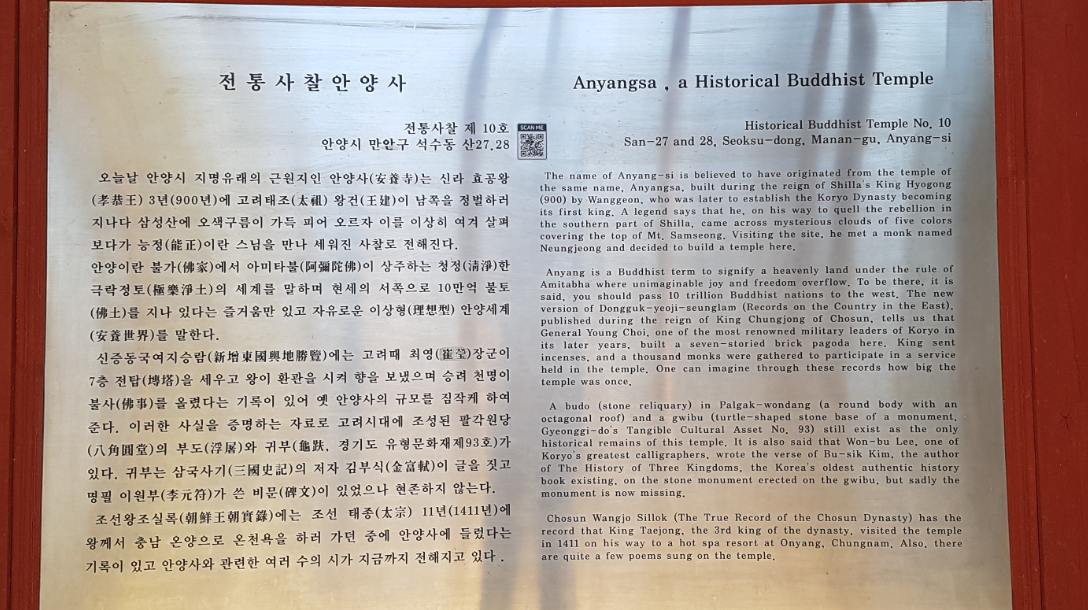 전통사찰안양사
전통사찰 제 10호
안양시 만안구 석수동 산27.28
SCAN ME
오늘날 안양시 지명유래의 근원지인 안양사(安養寺)는 신라 효공왕
(孝恭王) 3년(900년)에 고려태조(太祖) 왕건(王建)이 남쪽을 정벌하러
지나다 삼성산에 오색구름이 가득 피어 오르자 이를 이상히 여겨 살펴
보다가 능정(能正)이란 스님을 만나 세워진 사찰로 전해진다.
안양이란 불가(佛家)에서 아미타불(阿彌陀佛)이 상주하는 청정(淸淨)한
극락정토(極樂淨土)의 세계를 말하며 현세의 서쪽으로 10만억 불토
(佛土)를 지나 있다는 즐거움만 있고 자유로운 이상형(理想型) 안양세계
(安養世界)를 말한다.
신증동국여지승람(新增東國輿地勝覽)에는 고려때 최영(崔瑩)장군이
7층 전탑(塼塔)을 세우고 왕이 환관을 시켜 향을 보냈으며 승려 천명이
불사(佛事)를 올렸다는 기록이 있어 옛 안양사의 규모를 짐작케 하여
준다. 이러한 사실을 증명하는 자료로 고려시대에 조성된 팔각원당
(八角圓堂)의 부도(浮屠)와 귀부(龜趺, 경기도 유형문화재제93호)가
있다. 귀부는 삼국사기(三國史記)의 저자 김부식(金富軾)이 글을 짓고
명필 이원부(李元符)가 쓴 비문(碑文)이 있었으나 현존하지 않는다.
조선왕조실록(朝鮮王朝實錄)에는 조선 태종(太宗) 11년(1411년)에
왕께서 충남 온양으로 온천욕을 하러 가던 중에 안양사에 들렀다는
기록이 있고 안양사와 관련한 여러 수의 시가 지금까지 전해지고 있다.
Anyangsa , a Historical Buddhist Temple
Historical Buddhist Temple No. 10
San-27 and 28, Seoksu-dong, Manan-gu, Anyang-si
The name of Anyang-si is believed to have originated from the temple of
the same name, Anyangsa, built during the reign of Shilla's King Hyogong
(900) by Wanggeon, who was later to establish the Koryo Dynasty becoming
its first king. A legend says that he, on his way to quell the rebellion in
the southern part of Shilla, came across mysterious clouds of five colors
covering the top of Mt. Samseong. Visiting the site, he met a monk named
Neungjeong and decided to build a temple here.
Anyang is a Buddhist term to signify a heavenly land under the rule of
Amitabha where unimaginable joy and freedom overflow. To be there, it is
said, you should pass 10 trillion Buddhist nations to the west. The new
version of Dongguk-yeoji-seunglam (Records on the Country in the East),
published during the reign of King Chungjong of Chosun, tells us that
General Young Choi, one of the most renowned military leaders of Koryo in
its later years, built a seven-storied brick pagoda here. King sent
incenses, and a thousand monks were gathered to participate in a service
held in the temple. One can imagine through these records how big the
temple was once.
A budo (stone reliquary) in Palgak-wondang (a round body with an
octagonal roof) and a gwibu (turtle-shaped stone base of a monument,
Gyeonggi-do's Tangible Cultural Asset No. 93) still exist as the only
historical remains of this temple. It is also said that Won-bu Lee, one of
Koryo's greatest calligraphers, wrote the verse of Bu-sik Kim, the author
of The History of Three Kingdoms, the Korea's oldest authentic history
book existing, on the stone monument erected on the gwibu, but sadly the
monument is now missing.
Chosun Wangjo Sillok (The True Record of the Chosun Dynasty) has the
record that King Taejong, the 3rd king of the dynasty, visited the temple
in 1411 on his way to a hot spa resort at Onyang, Chungnam. Also, there
are quite a few poems sung on the temple.